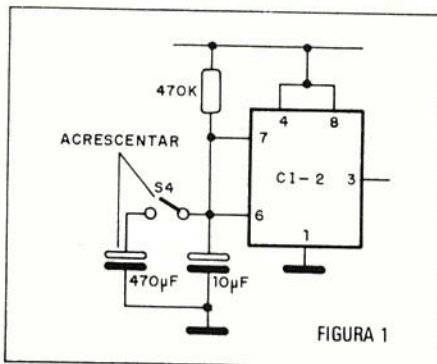 470K
4
8
7
ACRESCENTAR
CI-2
3
S4
6
1
470µF
10µF
FIGURA 1